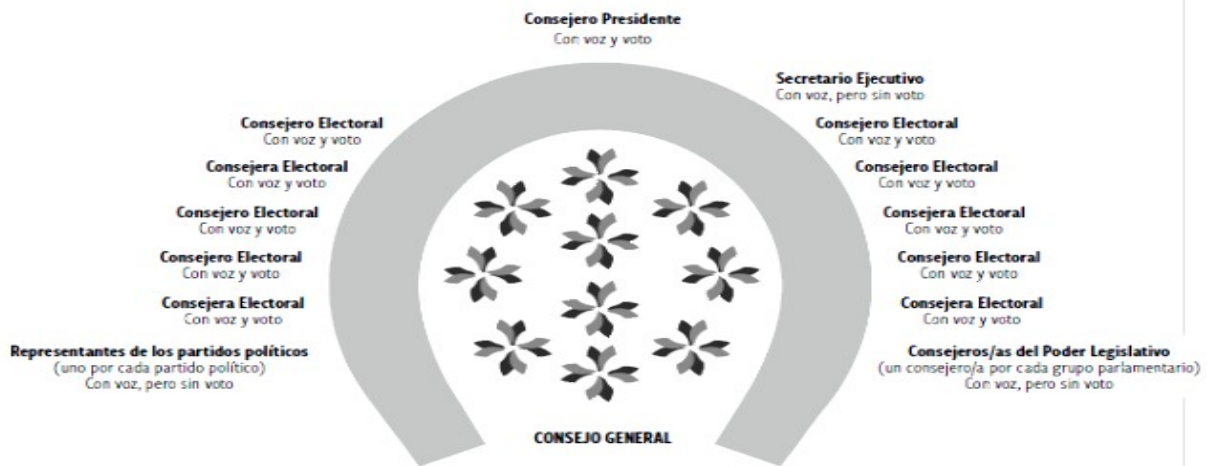 Consejero Presidente
Con voz y voto
Secretario Ejecutivo
Con voz, pero sin voto
Consejero Electoral
Con voz y voto
Consejero Electoral
Con voz y voto
Consejera Electoral
Con voz y voto
Consejero Electoral
Con voz y voto
Consejero Electoral
Con voz y voto
Consejera Electoral
Con voz y voto
Consejero Electoral
Con voz y voto
Consejero Electoral
Con voz y voto
Consejera Electoral
Con voz y voto
Consejera Electoral
Con voz y voto
Representantes de los partidos políticos
(uno por cada partido político)
Con voz, pero sin voto
Consejeros/as del Poder Legislativo
(un consejero/a por cada grupo parlamentario)
Con voz, pero sin voto
CONSEJO GENERAL